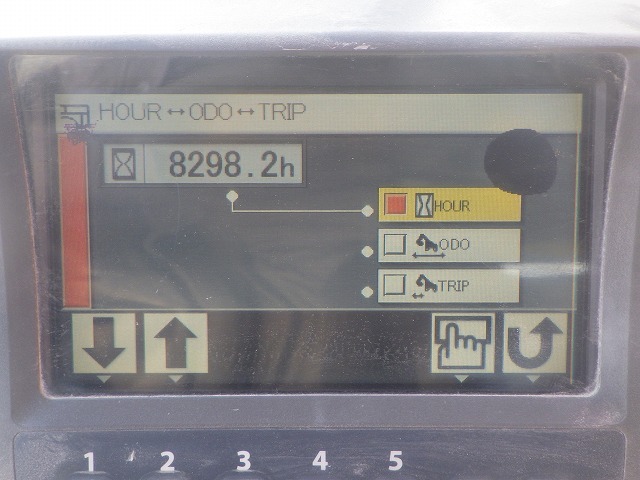 HOUR↔ODO↔TRIP
8298.2h
HOUR
ODO
TRIP
1 2 3 4 5